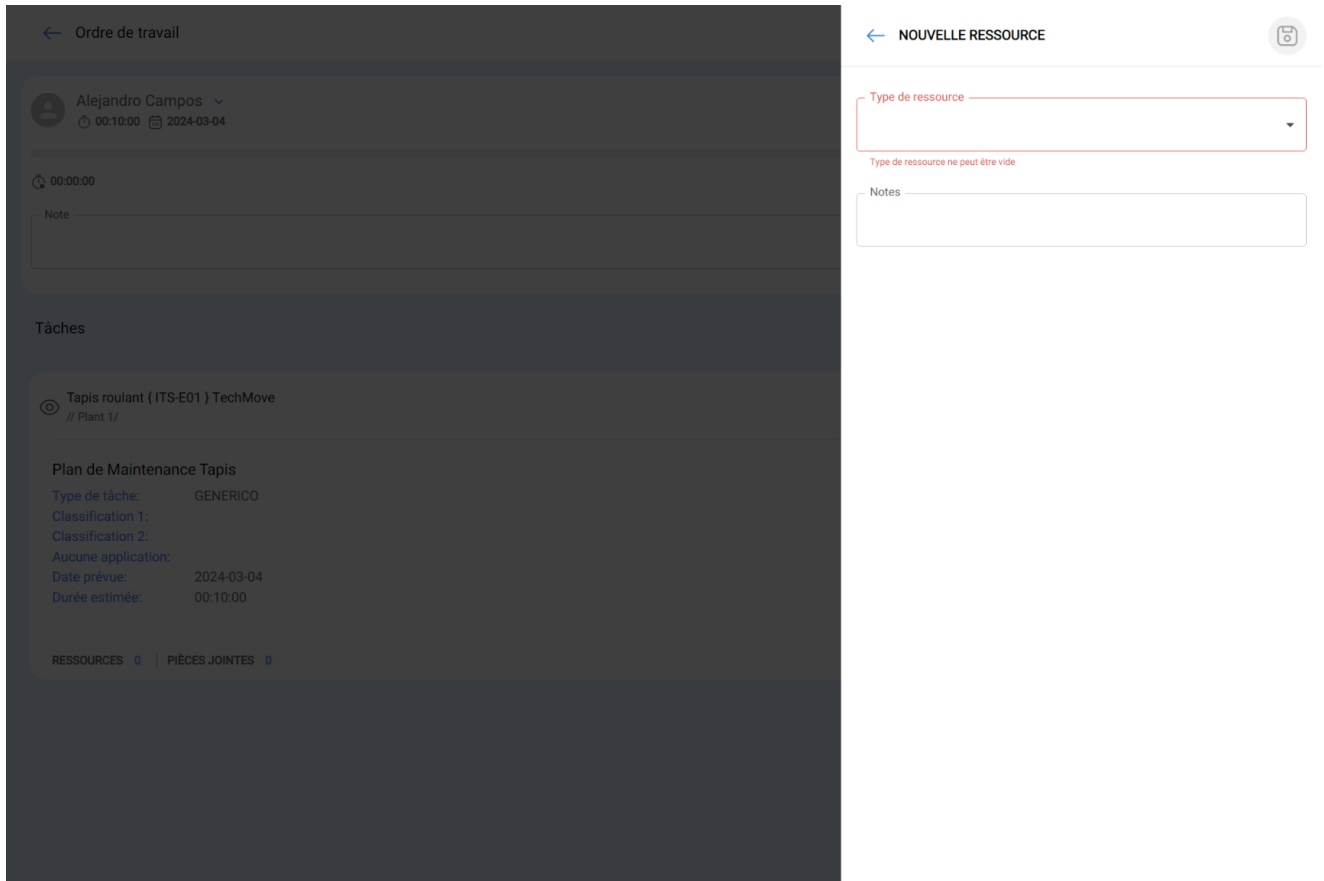 Ordre de travail
Alejandro Campos
00:10:00 2024-03-04
00:00:00
Note
Tâches
Tapis roulant { ITS-E01 } TechMove
// Plant 1/
Plan de Maintenance Tapis
Type de tâche: GENERICO
Classification 1:
Classification 2:
Aucune application:
Date prévue: 2024-03-04
Durée estimée: 00:10:00
RESSOURCES 0 PIÈCES JOINTES 0
NOUVELLE RESSOURCE
Type de ressource
Type de ressource ne peut être vide
Notes